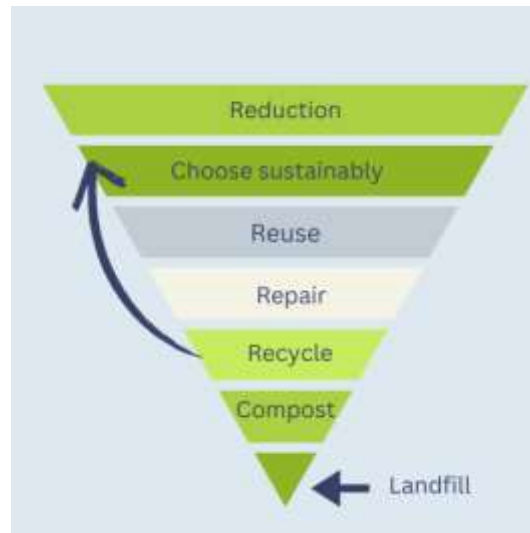 Reduction
Choose sustainably
Reuse
Repair
Recycle
Compost
Landfill